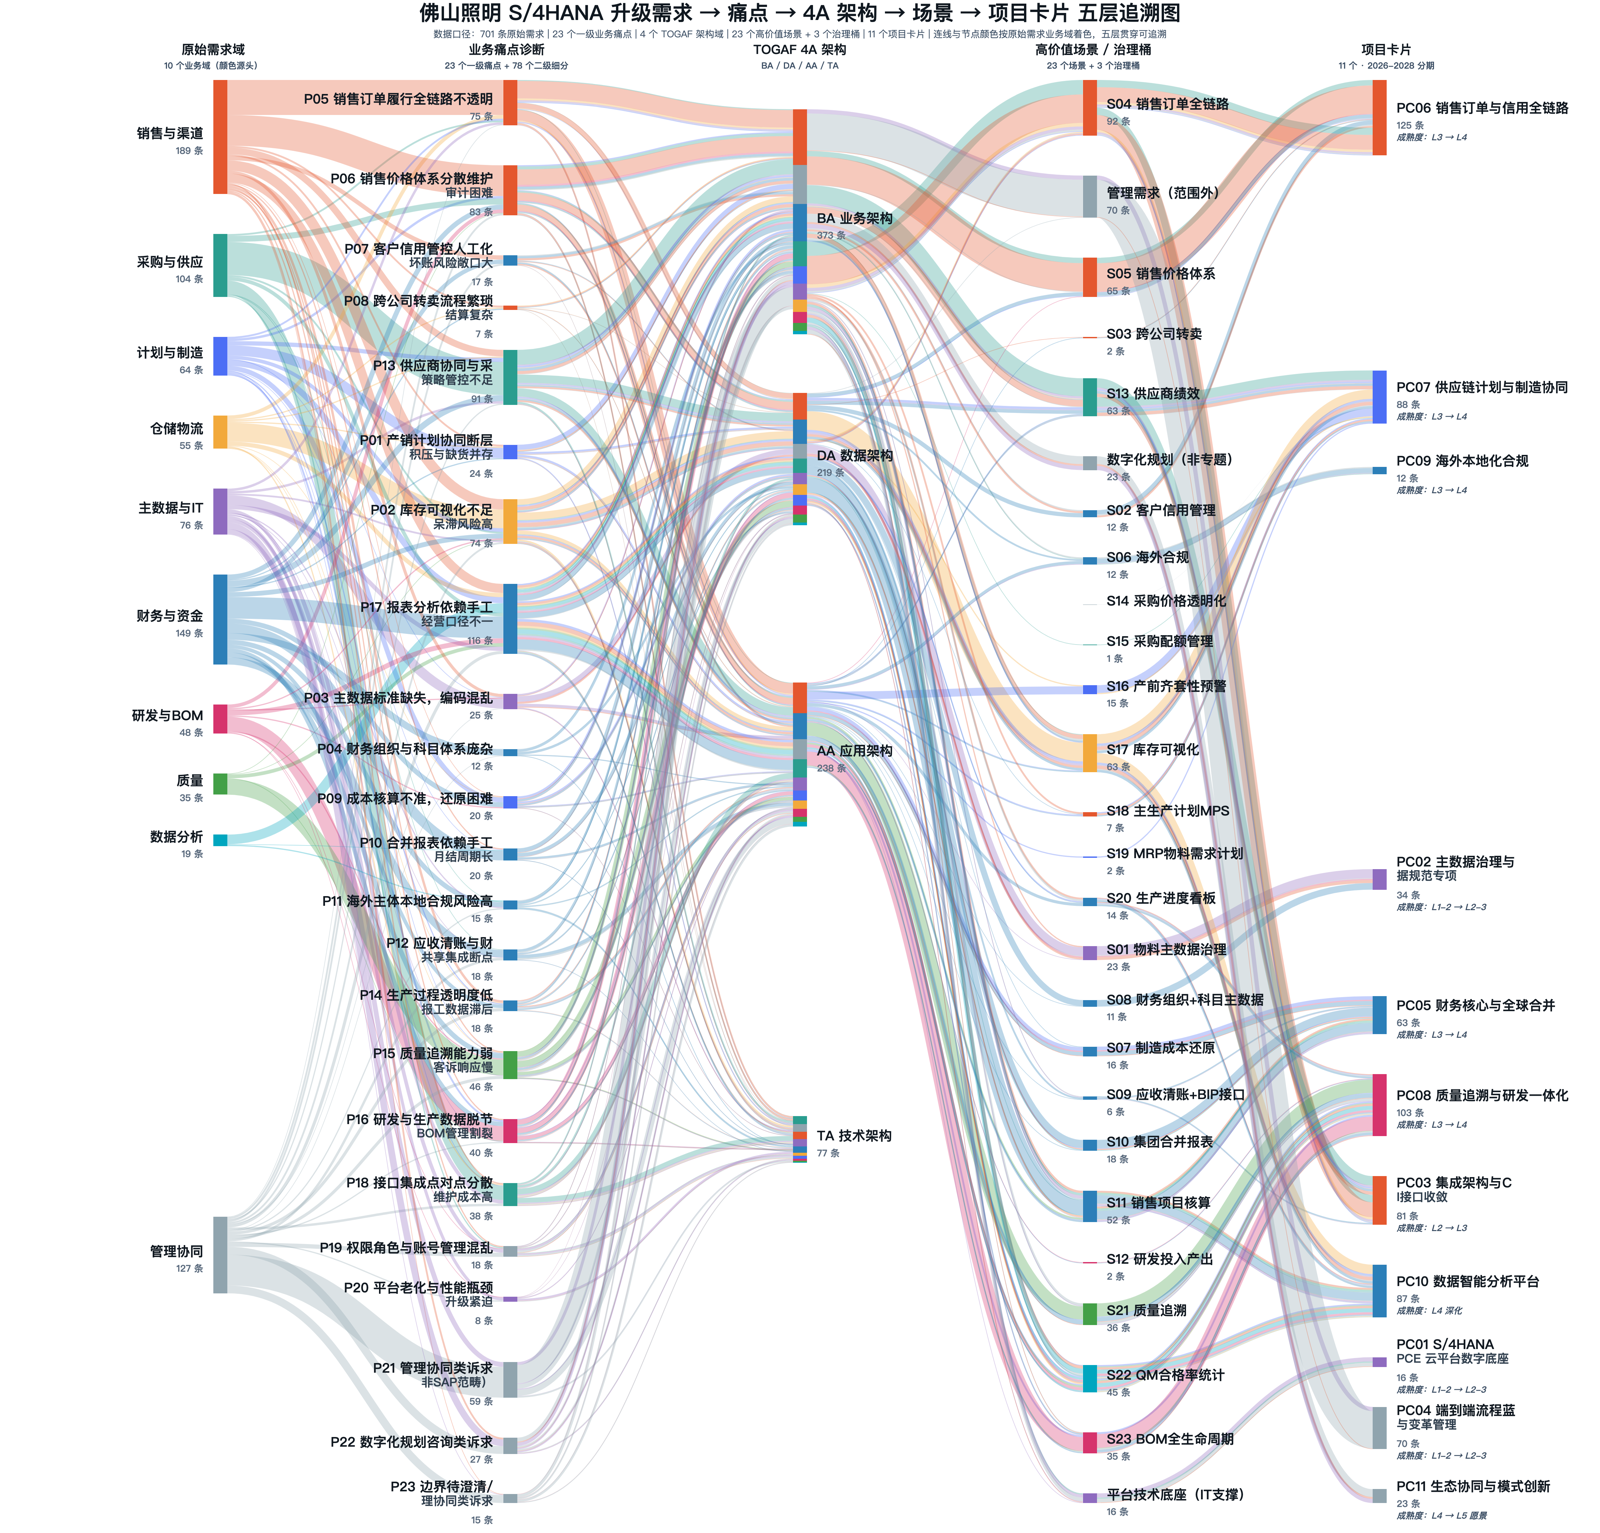 佛山照明 S/4HANA 升级需求 → 痛点 → 4A 架构 → 场景 → 项目卡片 五层追溯图
数据口径：701 条原始需求 | 23 个一级业务痛点 | 4 个 TOGAF 架构域 | 23 个高价值场景 + 3 个治理桶 | 11 个项目卡片 | 连线与节点颜色按原始需求业务域着色，五层贯穿可追溯
原始需求域
10 个业务域（颜色源头）
销售与渠道
189 条
采购与供应
104 条
计划与制造
64 条
仓储物流
55 条
主数据与IT
76 条
财务与资金
149 条
研发与BOM
48 条
质量
35 条
数据分析
19 条
管理协同
127 条
业务痛点诊断
23 个一级痛点 + 78 个二级细分
P05 销售订单履行全链路不透明
75 条
P06 销售价格体系分散维护
审计困难
83 条
P07 客户信用管控人工化
坏账风险敞口大
17 条
P08 跨公司转卖流程繁琐
结算复杂
7 条
P13 供应商协同与采
策略管控不足
91 条
P01 产销计划协同断层
积压与缺货并存
24 条
P02 库存可视化不足
呆滞风险高
74 条
P17 报表分析依赖手工
经营口径不一
116 条
P03 主数据标准缺失，编码混乱
25 条
P04 财务组织与科目体系庞杂
12 条
P09 成本核算不准，还原困难
20 条
P10 合并报表依赖手工
月结周期长
20 条
P11 海外主体本地合规风险高
15 条
P12 应收清账与财
共享集成断点
18 条
P14 生产过程透明度低
报工数据滞后
18 条
P15 质量追溯能力弱
客诉响应慢
46 条
P16 研发与生产数据脱节
BOM管理割裂
40 条
P18 接口集成点对点分散
维护成本高
38 条
P19 权限角色与账号管理混乱
18 条
P20 平台老化与性能瓶颈
升级紧迫
8 条
P21 管理协同类诉求
非SAP范畴）
59 条
P22 数字化规划咨询类诉求
27 条
P23 边界待澄清/
理协同类诉求
15 条
TOGAF 4A 架构
BA / DA / AA / TA
BA 业务架构
373 条
DA 数据架构
219 条
AA 应用架构
238 条
TA 技术架构
77 条
高价值场景 / 治理桶
23 个场景 + 3 个治理桶
S04 销售订单全链路
92 条
管理需求（范围外）
70 条
S05 销售价格体系
65 条
S03 跨公司转卖
2 条
S13 供应商绩效
63 条
数字化规划（非专题）
23 条
S02 客户信用管理
12 条
S06 海外合规
12 条
S14 采购价格透明化
S15 采购配额管理
1 条
S16 产前齐套性预警
15 条
S17 库存可视化
63 条
S18 主生产计划MPS
7 条
S19 MRP物料需求计划
2 条
S20 生产进度看板
14 条
S01 物料主数据治理
23 条
S08 财务组织+科目主数据
11 条
S07 制造成本还原
16 条
S09 应收清账+BIP接口
6 条
S10 集团合并报表
18 条
S11 销售项目核算
52 条
S12 研发投入产出
2 条
S21 质量追溯
36 条
S22 QM合格率统计
45 条
S23 BOM全生命周期
35 条
平台技术底座（IT支撑）
16 条
项目卡片
11 个 · 2026–2028 分期
PC06 销售订单与信用全链路
125 条
成熟度：L3 → L4
PC07 供应链计划与制造协同
88 条
成熟度：L3 → L4
PC09 海外本地化合规
12 条
成熟度：L3 → L4
PC02 主数据治理与
据规范专项
34 条
成熟度：L1–2 → L2–3
PC05 财务核心与全球合并
63 条
成熟度：L3 → L4
PC08 质量追溯与研发一体化
103 条
成熟度：L3 → L4
PC03 集成架构与C
I接口收敛
81 条
成熟度：L2 → L3
PC10 数据智能分析平台
87 条
成熟度：L4 深化
PC01 S/4HANA
PCE 云平台数字底座
16 条
成熟度：L1–2 → L2–3
PC04 端到端流程蓝
与变革管理
70 条
成熟度：L1–2 → L2–3
PC11 生态协同与模式创新
23 条
成熟度：L4 → L5 愿景